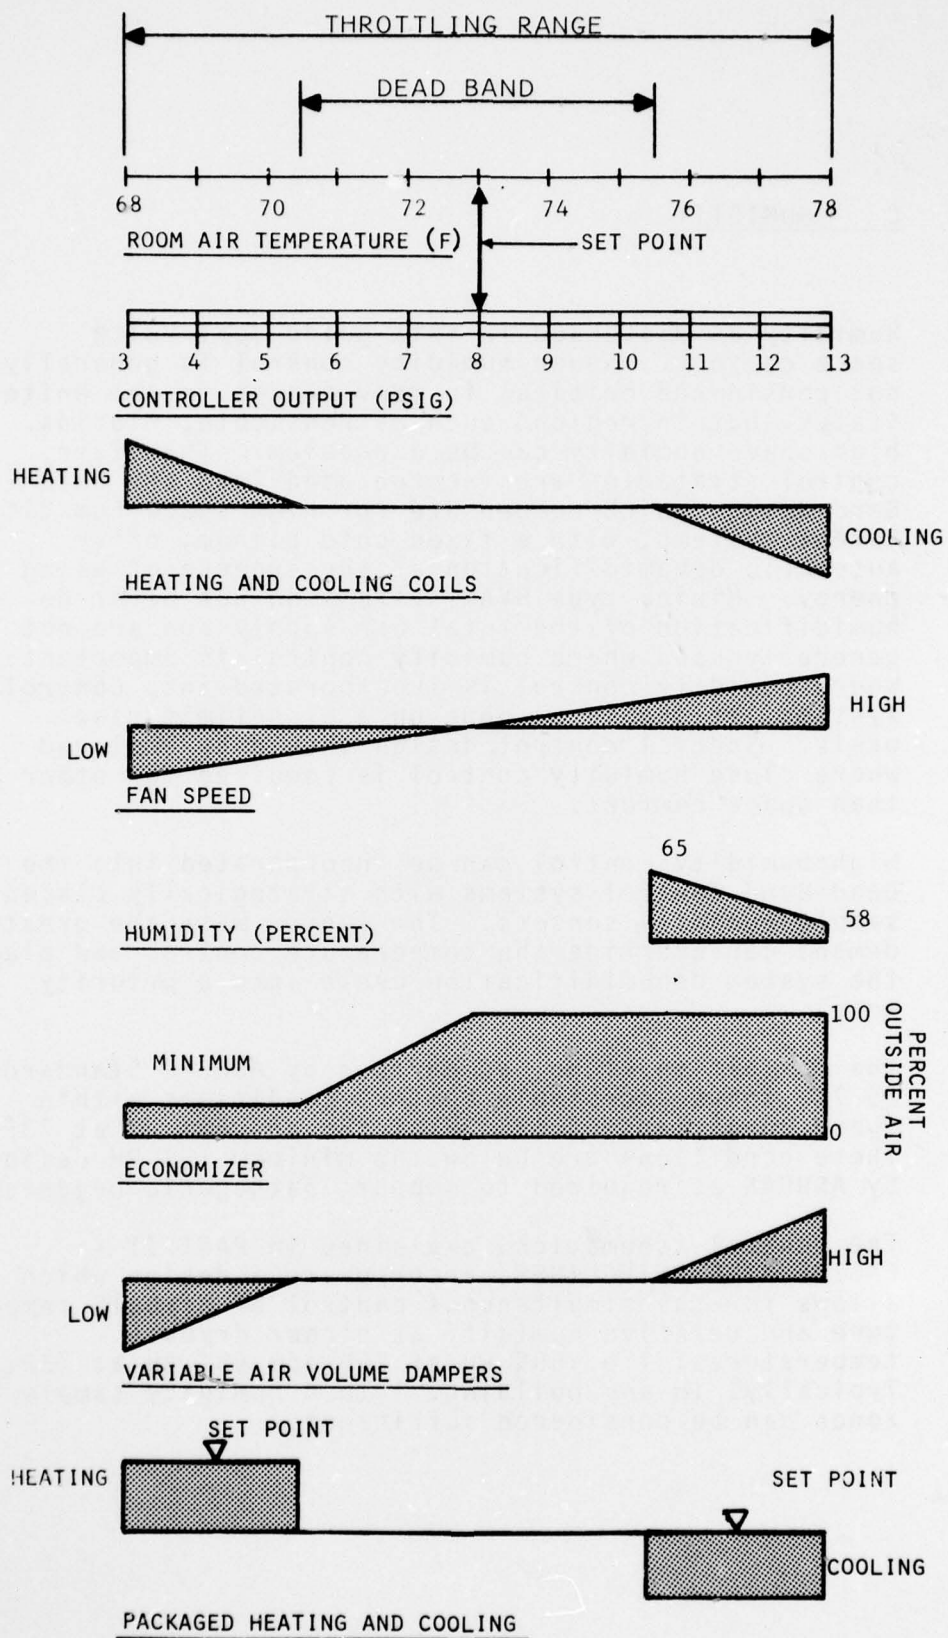 THROTTLING RANGE
DEAD BAND
68 70 72 74 76 78
ROOM AIR TEMPERATURE (F)
SET POINT
3 4 5 6 7 8 9 10 11 12 13
CONTROLLER OUTPUT (PSIG)
HEATING
COOLING
HEATING AND COOLING COILS
HIGH
LOW
FAN SPEED
65
58
HUMIDITY (PERCENT)
100
MINIMUM
PERCENT
OUTSIDE AIR
0
ECONOMIZER
HIGH
LOW
VARIABLE AIR VOLUME DAMPERS
SET POINT
HEATING
SET POINT
COOLING
PACKAGED HEATING AND COOLING